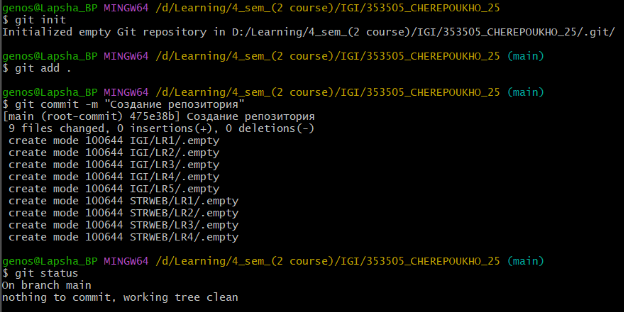 genos@Lapsha_BP MINGW64 /d/Learning/4_sem_(2 course)/IGI/353505_CHEREPOUKHO_25
$ git init
Initialized empty Git repository in D:/Learning/4_sem_(2 course)/IGI/353505_CHEREPOUKHO_25/.git/
genos@Lapsha_BP MINGW64 /d/Learning/4_sem_(2 course)/IGI/353505_CHEREPOUKHO_25 (main)
$ git add .
genos@Lapsha_BP MINGW64 /d/Learning/4_sem_(2 course)/IGI/353505_CHEREPOUKHO_25 (main)
$ git commit -m "Создание репозитория"
[main (root-commit) 475e38b] Создание репозитория
9 files changed, 0 insertions(+), 0 deletions(-)
create mode 100644 IGI/LR1/.empty
create mode 100644 IGI/LR2/.empty
create mode 100644 IGI/LR3/.empty
create mode 100644 IGI/LR4/.empty
create mode 100644 IGI/LR5/.empty
create mode 100644 STRWEB/LR1/.empty
create mode 100644 STRWEB/LR2/.empty
create mode 100644 STRWEB/LR3/.empty
create mode 100644 STRWEB/LR4/.empty
genos@Lapsha_BP MINGW64 /d/Learning/4_sem_(2 course)/IGI/353505_CHEREPOUKHO_25 (main)
$ git status
On branch main
nothing to commit, working tree clean